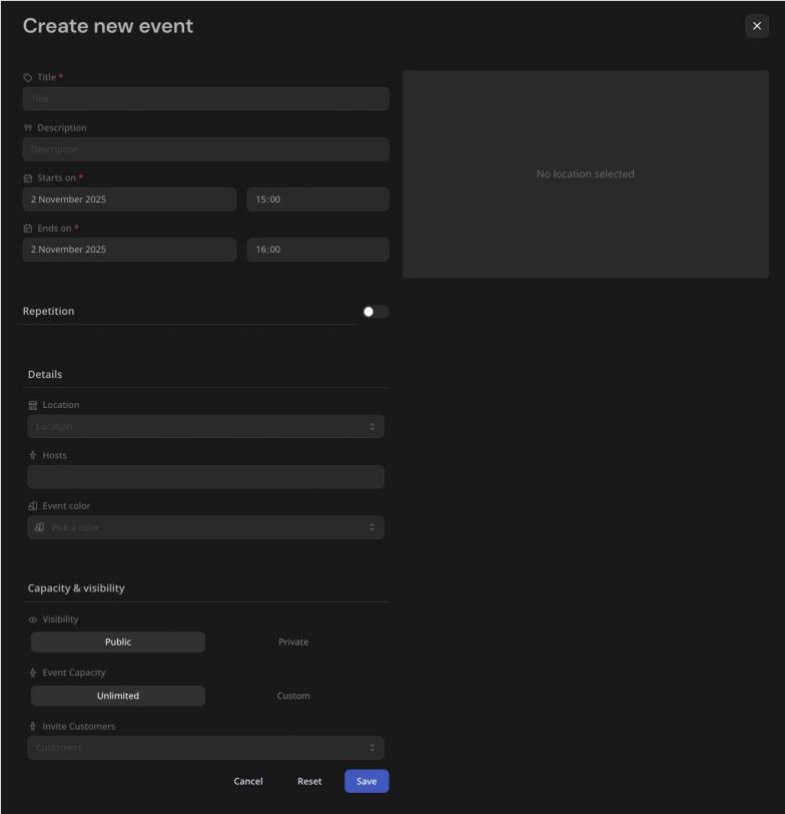 Create new event
Title *
Title
Description
Description
Starts on *
2 November 2025 15:00
Ends on *
2 November 2025 16:00
No location selected
Repetition
Details
Location
Location
Hosts
Event color
Pick a color
Capacity & visibility
Visibility
Public Private
Event Capacity
Unlimited Custom
Invite Customers
Customers
Cancel Reset Save